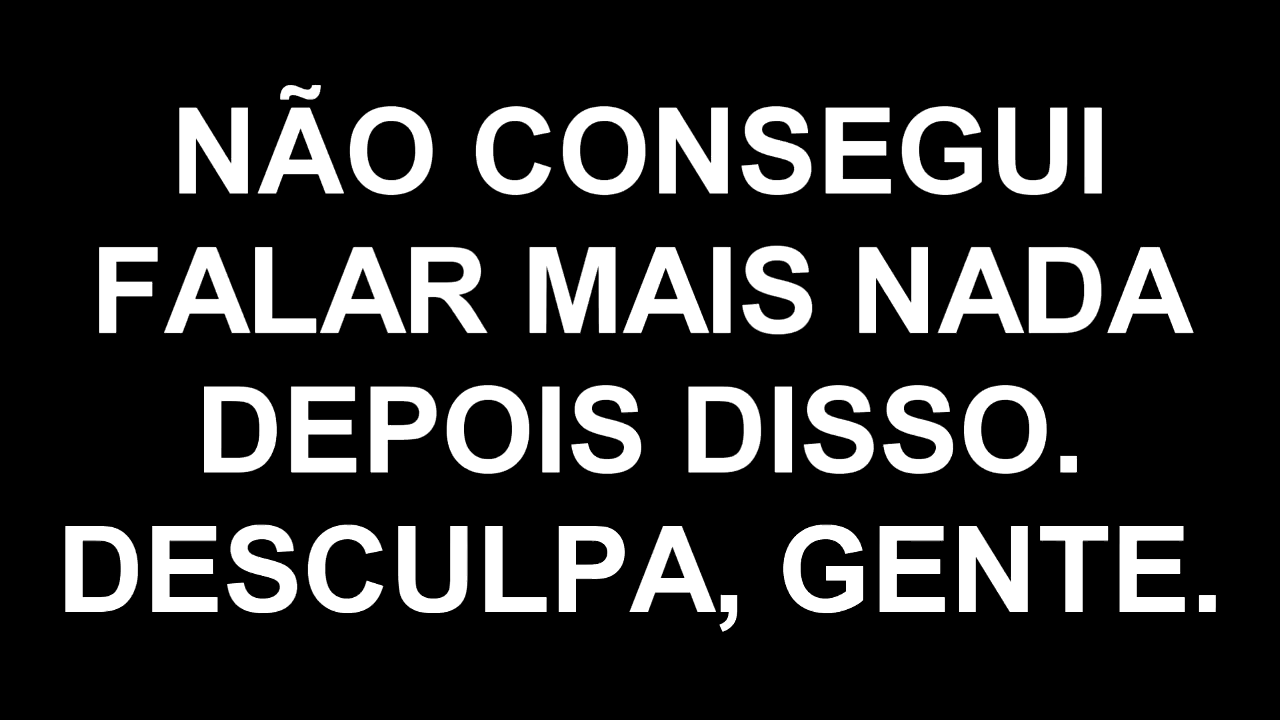 NÃO CONSEGUI
FALAR MAIS NADA
DEPOIS DISSO.
DESCULPA, GENTE.